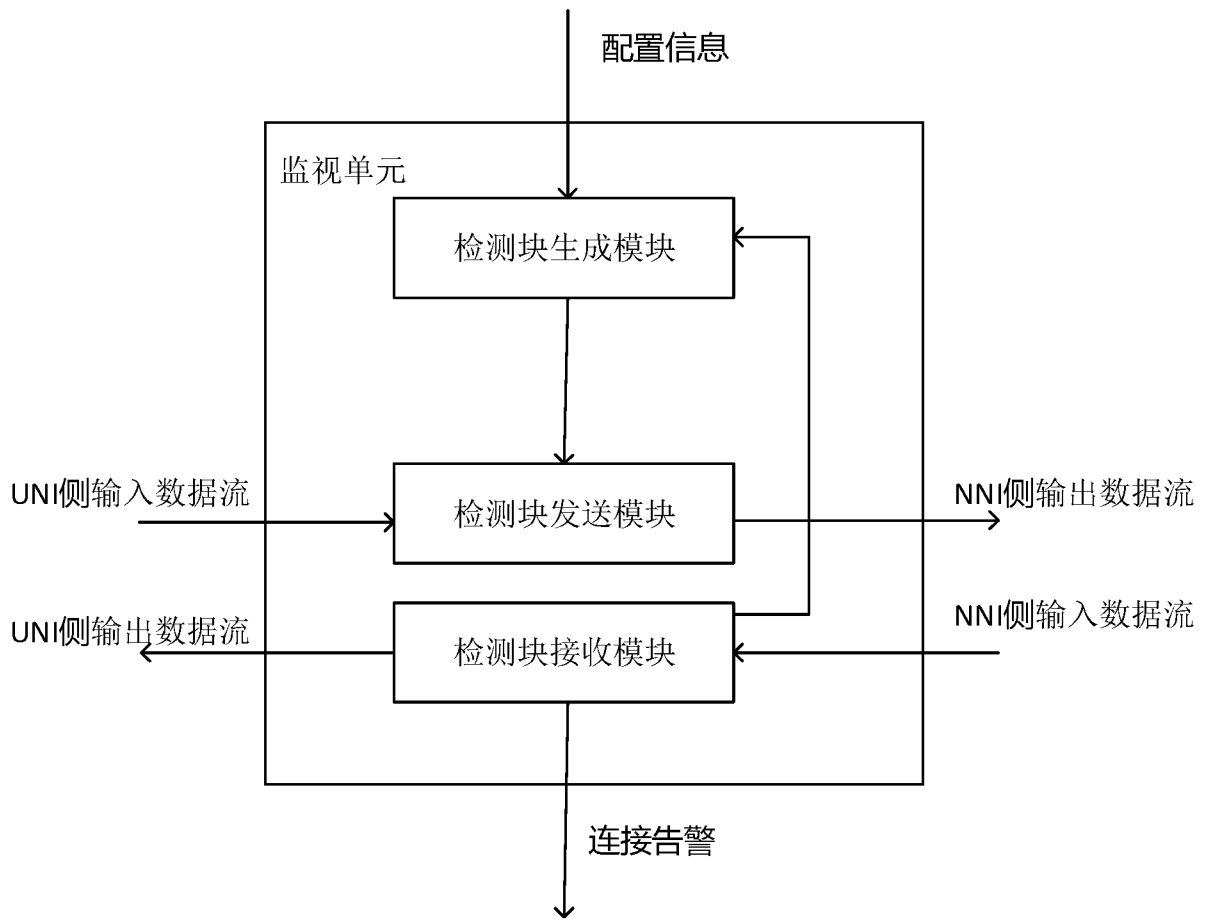 配置信息
监视单元
检测块生成模块
UNI侧输入数据流
检测块发送模块
NNI侧输出数据流
UNI侧输出数据流
检测块接收模块
NNI侧输入数据流
连接告警